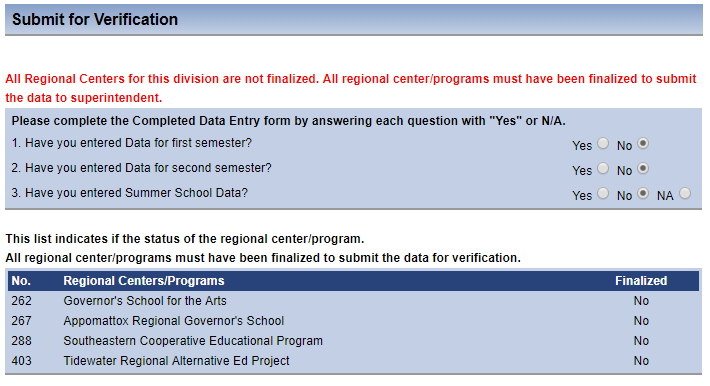 Submit for Verification
All Regional Centers for this division are not finalized. All regional center/programs must have been finalized to submit
the data to superintendent.
Please complete the Completed Data Entry form by answering each question with "Yes" or N/A.
1. Have you entered Data for first semester? Yes No
2. Have you entered Data for second semester? Yes No
3. Have you entered Summer School Data? Yes No NA
This list indicates if the status of the regional center/program.
All regional center/programs must have been finalized to submit the data for verification.
No. Regional Centers/Programs Finalized
262 Governor's School for the Arts No
267 Appomattox Regional Governor's School No
288 Southeastern Cooperative Educational Program No
403 Tidewater Regional Alternative Ed Project No